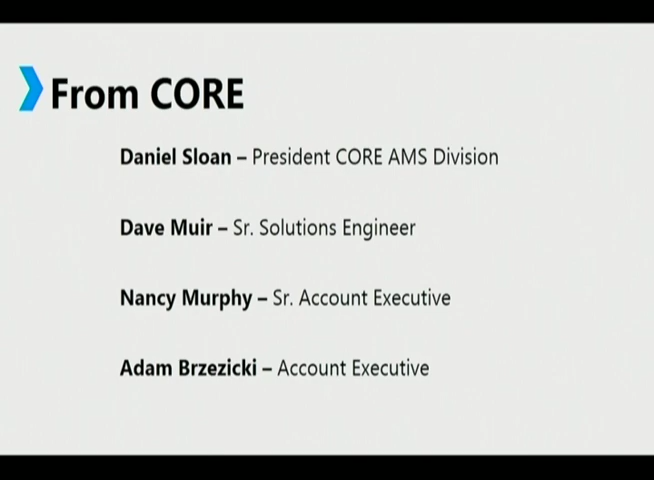 From CORE
Daniel Sloan – President CORE AMS Division
Dave Muir – Sr. Solutions Engineer
Nancy Murphy – Sr. Account Executive
Adam Brzezicki – Account Executive